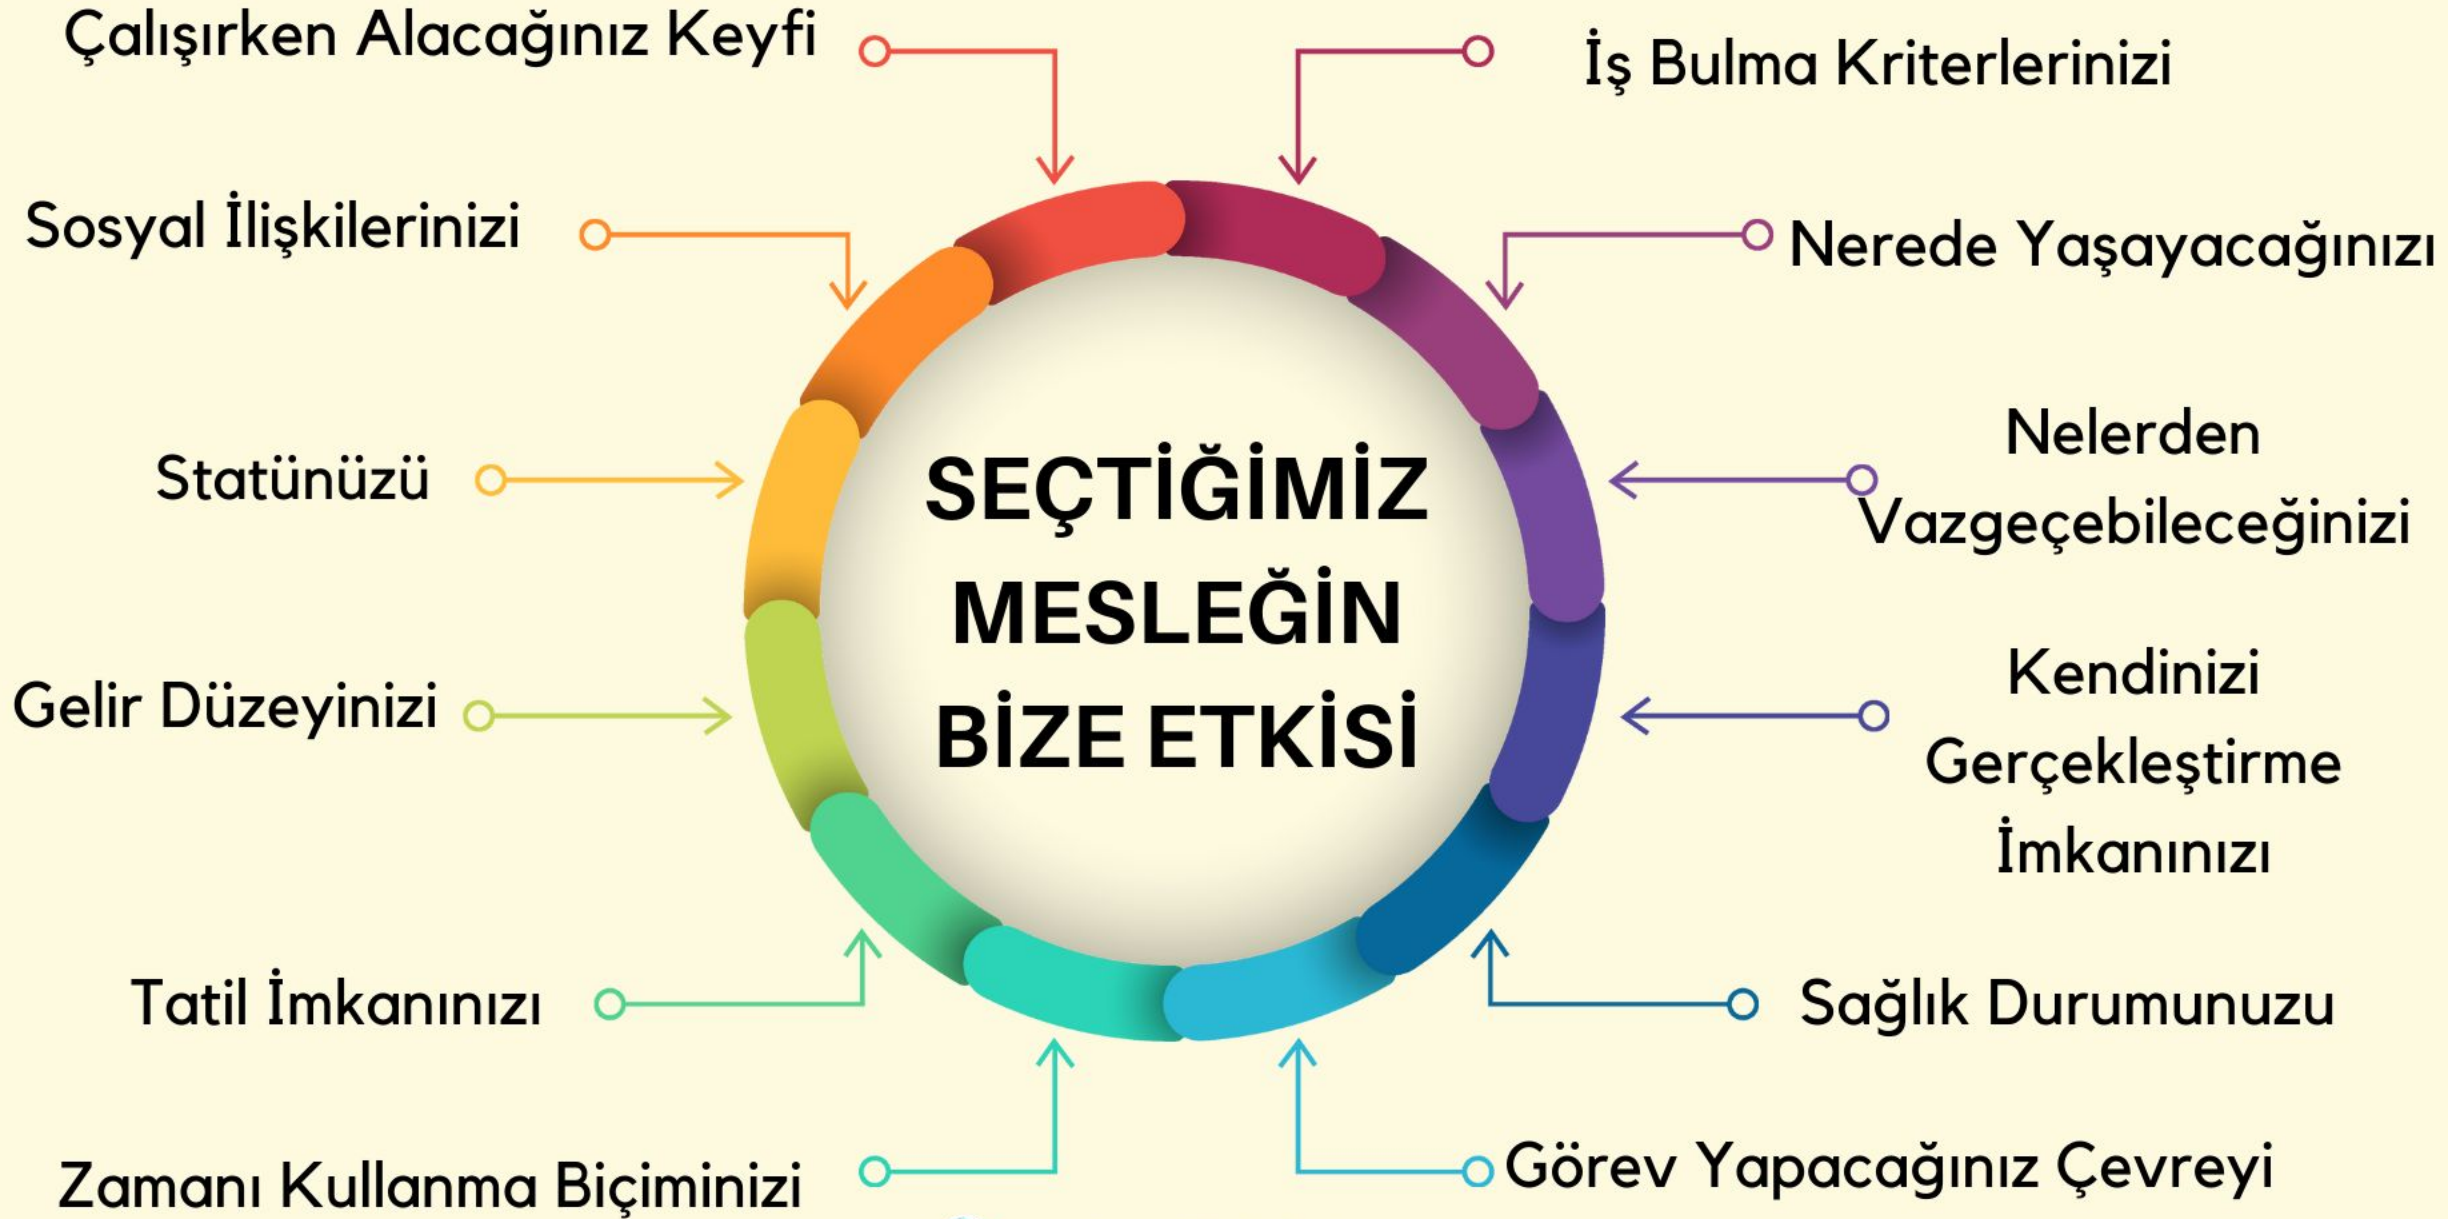 Çalışırken Alacağınız Keyfi
İş Bulma Kriterlerinizi
Sosyal İlişkilerinizi
Nerede Yaşayacağınızı
Statünüzü
Nelerden
Vazgeçebileceğinizi
SEÇTİĞİMİZ
MESLEĞİN
BİZE ETKİSİ
Gelir Düzeyinizi
Kendinizi
Gerçekleştirme
İmkanınızı
Tatil İmkanınızı
Sağlık Durumunuzu
Zamanı Kullanma Biçiminizi
Görev Yapacağınız Çevreyi